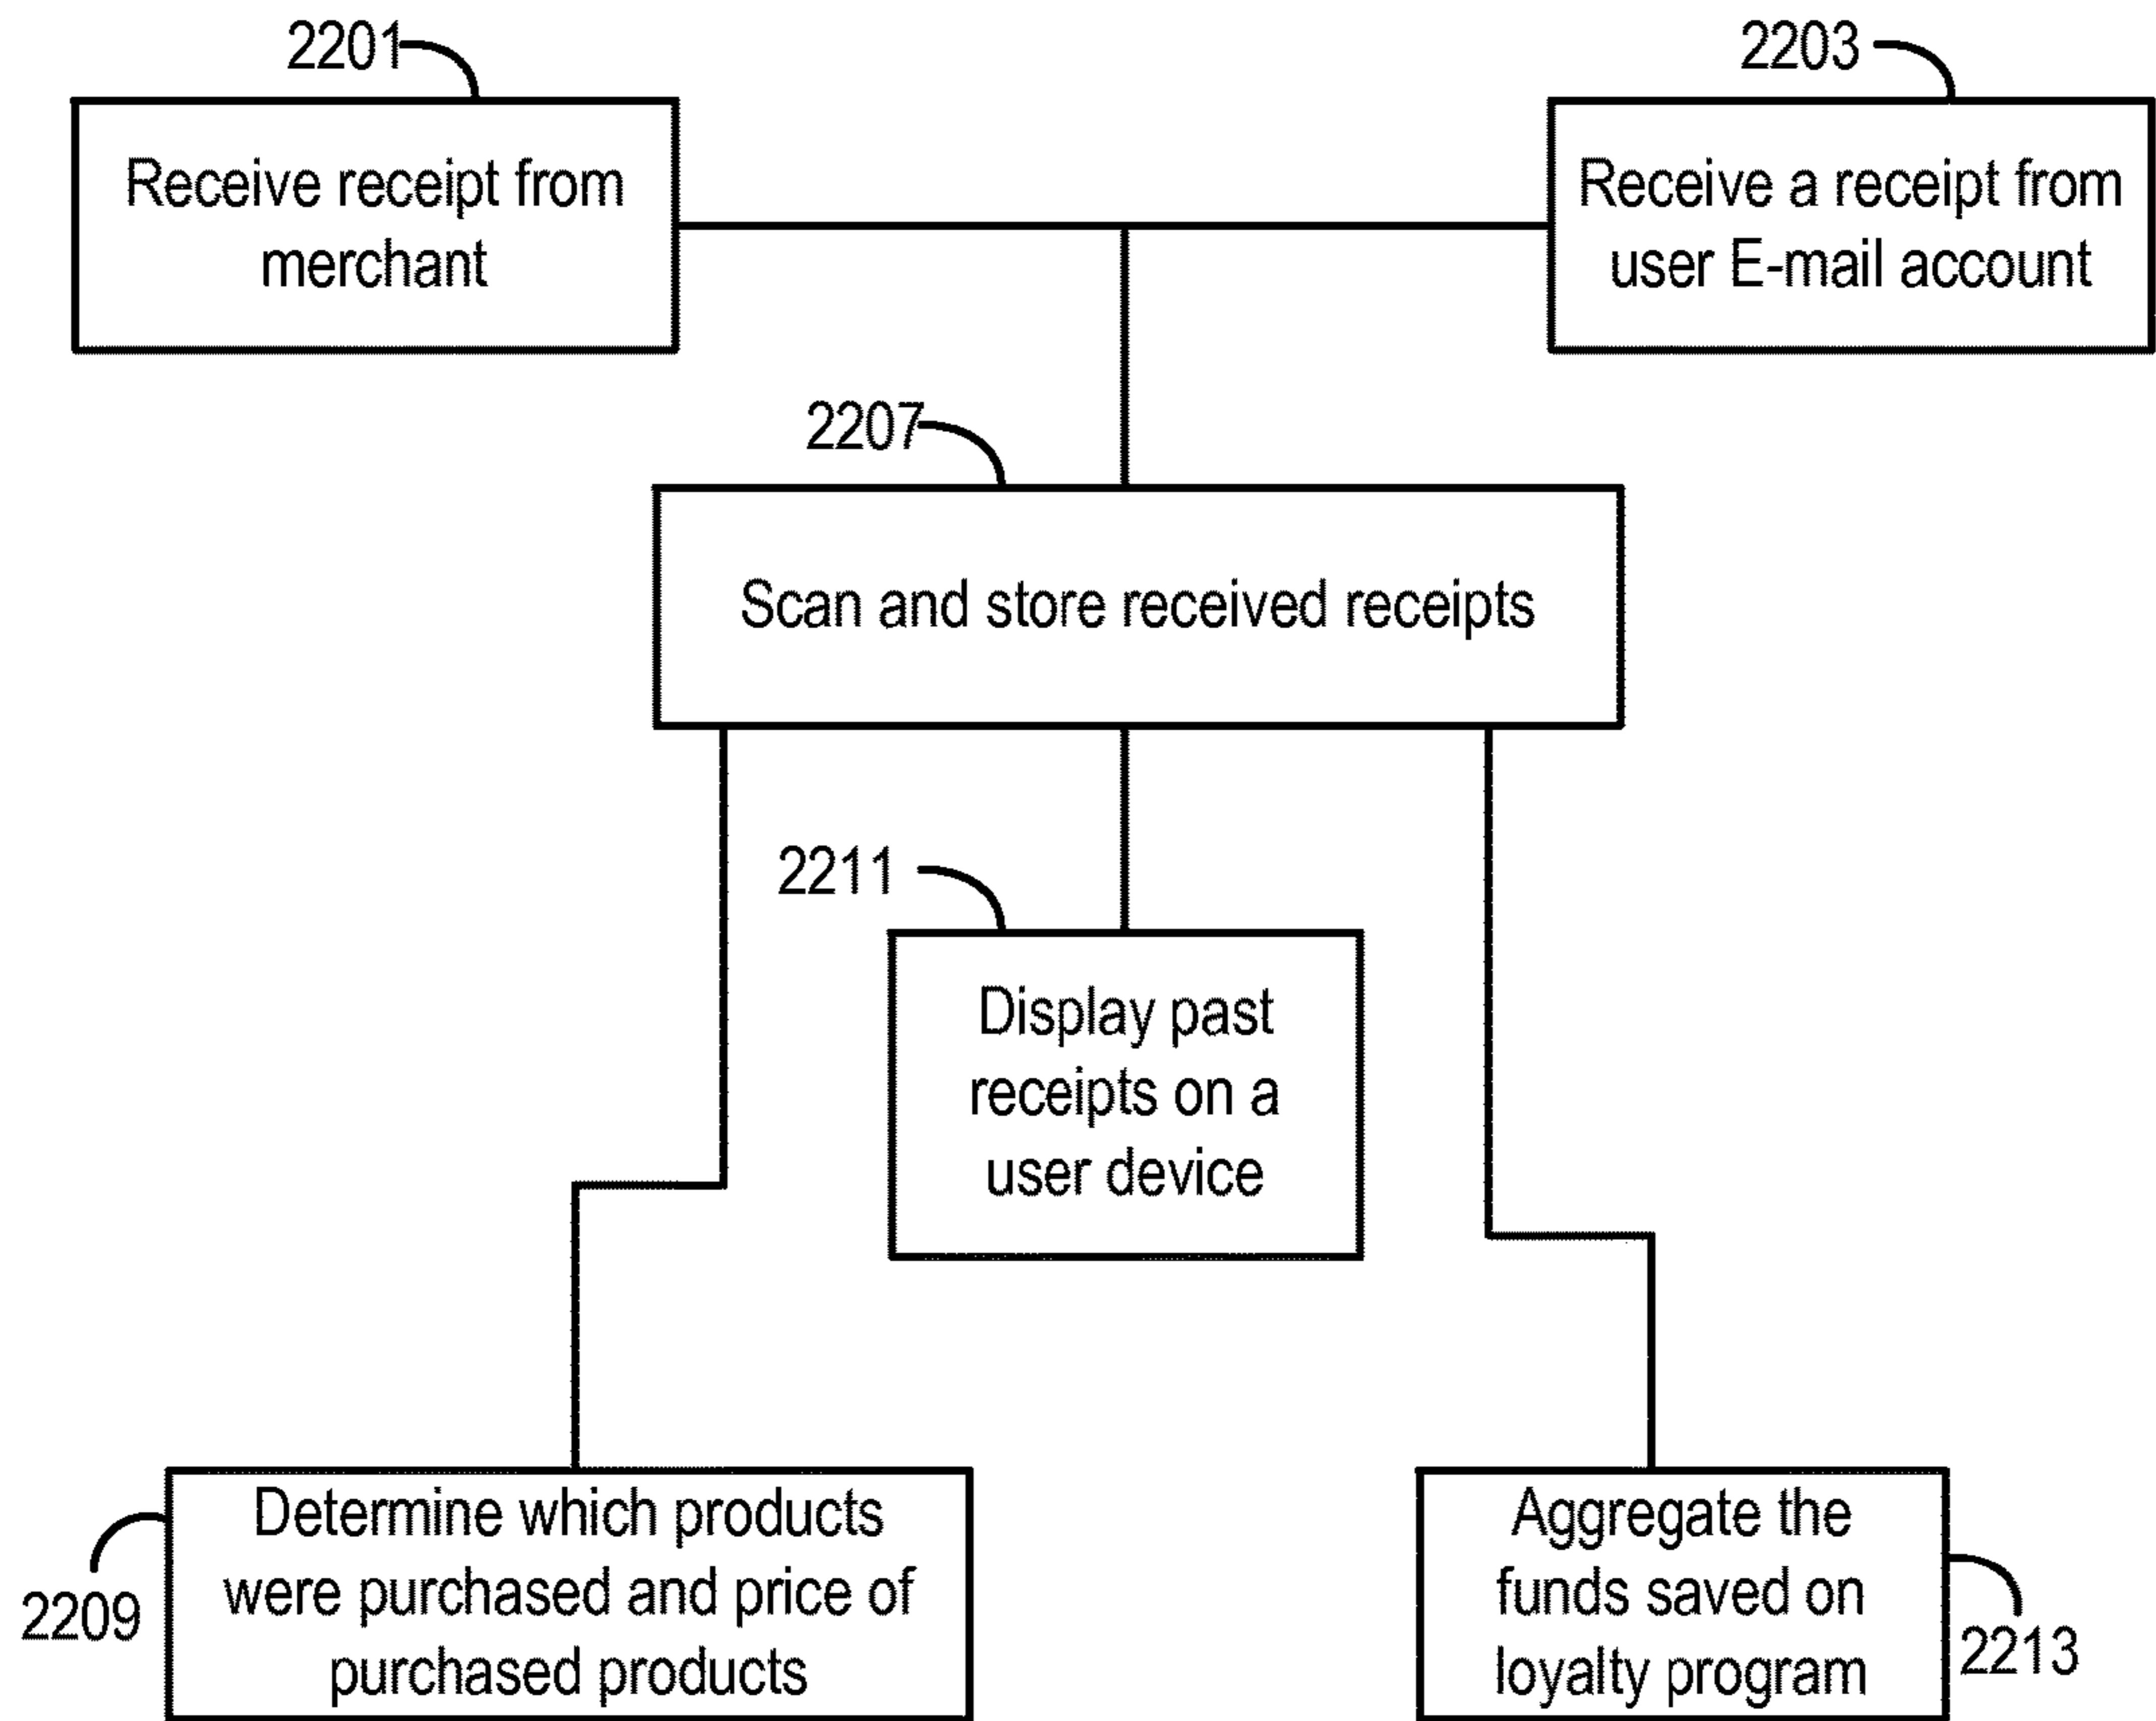 2201
2203
Receive receipt from
merchant
Receive a receipt from
user E-mail account
2207
Scan and store received receipts
2211
Display past
receipts on a
user device
Determine which products
were purchased and price of
purchased products
2209
Aggregate the
funds saved on
loyalty program
2213